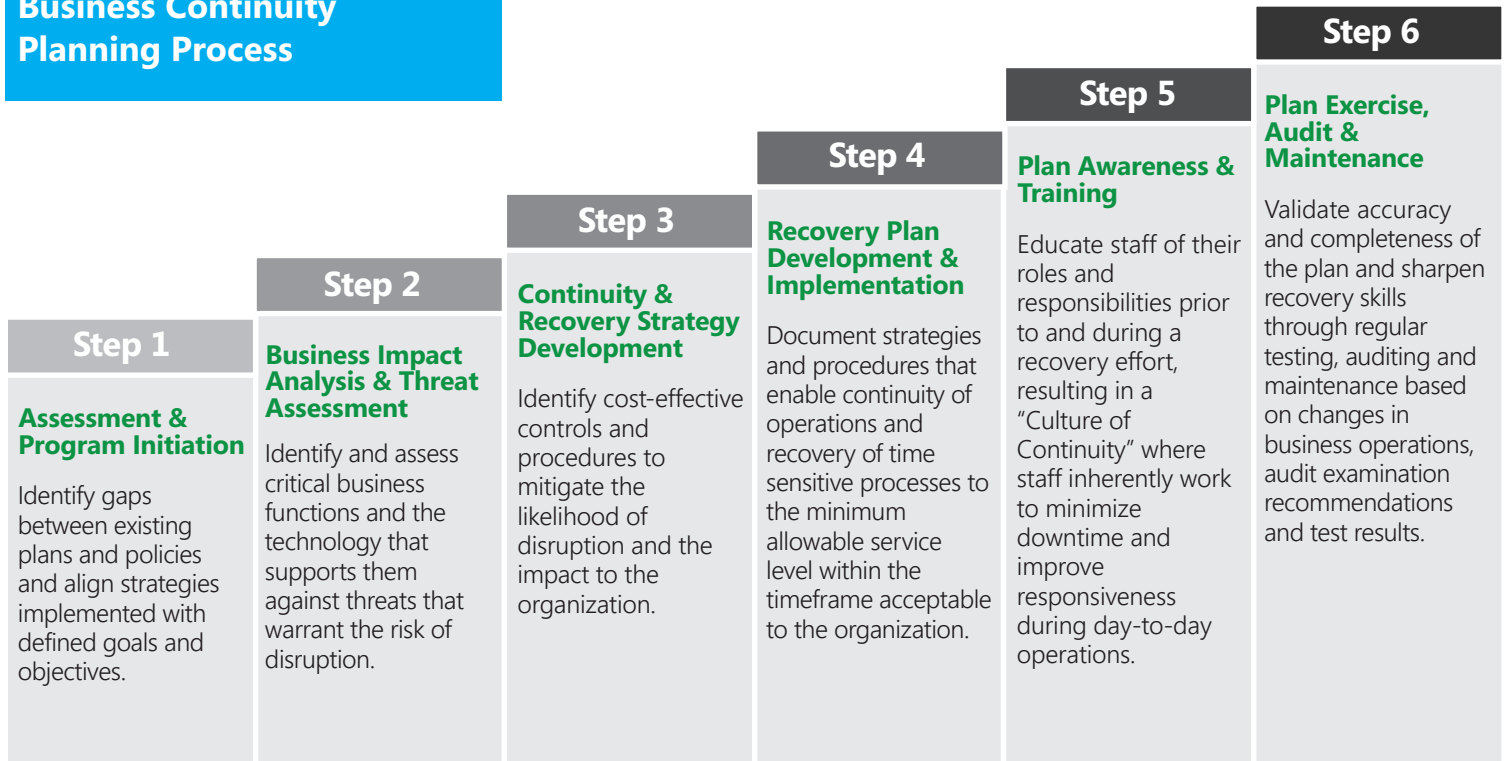 Business Continuity
Planning Process
Step 1
Assessment &
Program Initiation
Identify gaps
between existing
plans and policies
and align strategies
implemented with
defined goals and
objectives.
Step 2
Business Impact
Analysis & Threat
Assessment
Identify and assess
critical business
functions and the
technology that
supports them
against threats that
warrant the risk of
disruption.
Step 3
Continuity &
Recovery Strategy
Development
Identify cost-effective
controls and
procedures to
mitigate the
likelihood of
disruption and the
impact to the
organization.
Step 4
Recovery Plan
Development &
Implementation
Document strategies
and procedures that
enable continuity of
operations and
recovery of time
sensitive processes to
the minimum
allowable service
level within the
timeframe acceptable
to the organization.
Step 5
Plan Awareness &
Training
Educate staff of their
roles and
responsibilities prior
to and during a
recovery effort,
resulting in a
“Culture of
Continuity” where
staff inherently work
to minimize
downtime and
improve
responsiveness
during day-to-day
operations.
Step 6
Plan Exercise,
Audit &
Maintenance
Validate accuracy
and completeness of
the plan and sharpen
recovery skills
through regular
testing, auditing and
maintenance based
on changes in
business operations,
audit examination
recommendations
and test results.